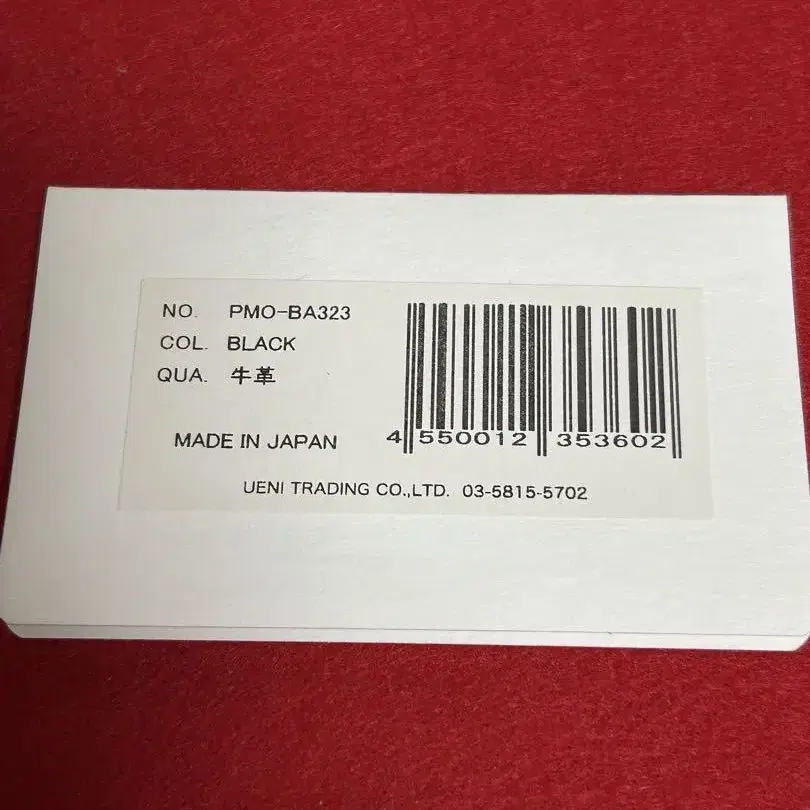 NO. PMO-BA323
COL. BLACK
QUA. 牛革
MADE IN JAPAN
4 550012 353602
UENI TRADING CO.,LTD. 03-5815-5702